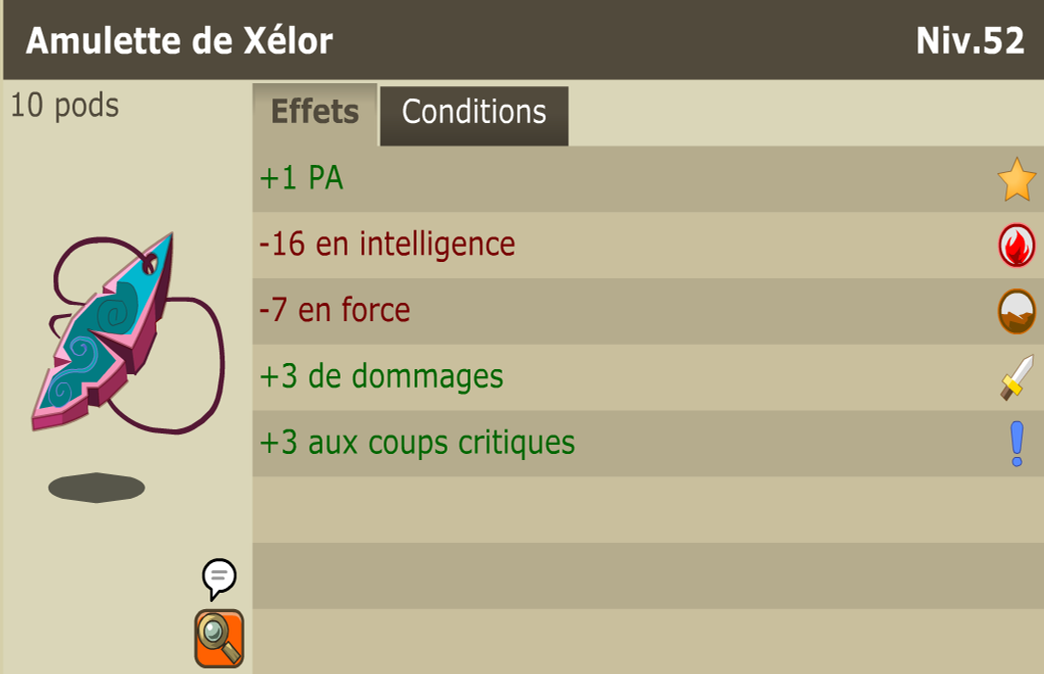 Amulette de Xélor
Niv.52
10 pods
Effets
Conditions
+1 PA
-16 en intelligence
-7 en force
+3 de dommages
+3 aux coups critiques